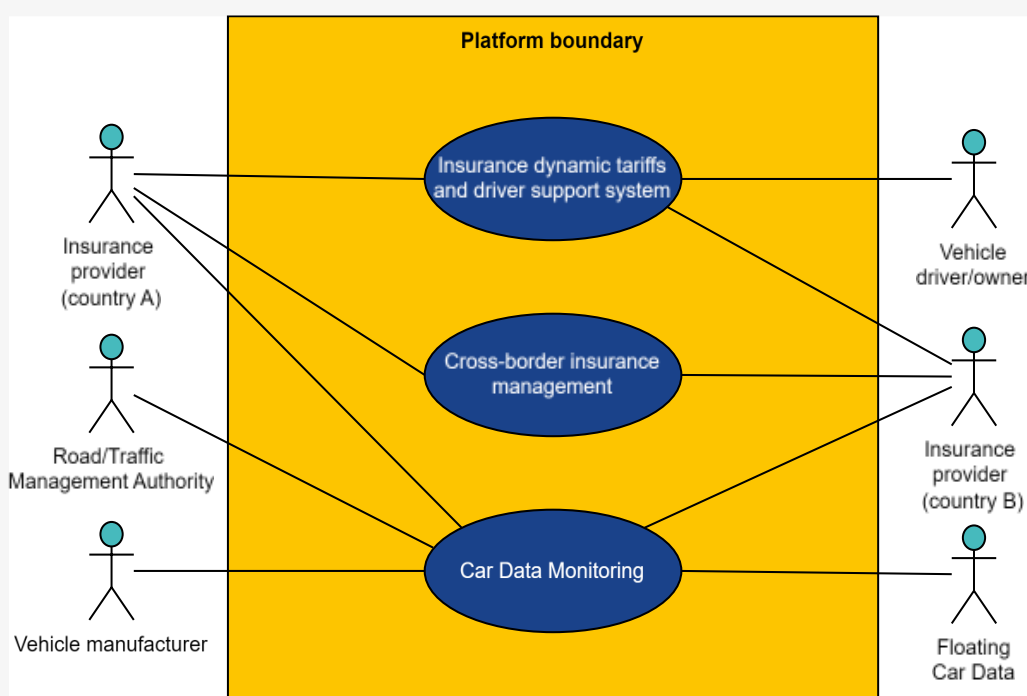 Platform boundary
Insurance dynamic tariffs
and driver support system
Insurance
provider
(country A)
Vehicle
driver/owner
Cross-border insurance
management
Road/Traffic
Management Authority
Insurance
provider
(country B)
Car Data Monitoring
Vehicle manufacturer
Floating
Car Data